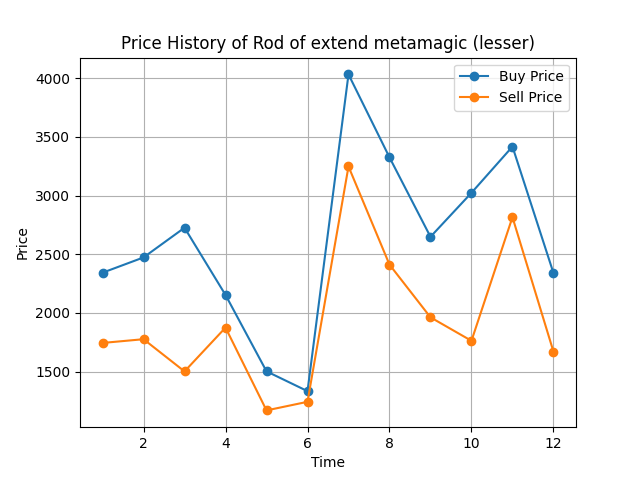 Price History of Rod of extend metamagic (lesser)
Buy Price
Sell Price
4000
3500
3000
2500
2000
1500
Price
2 4 6 8 10 12
Time